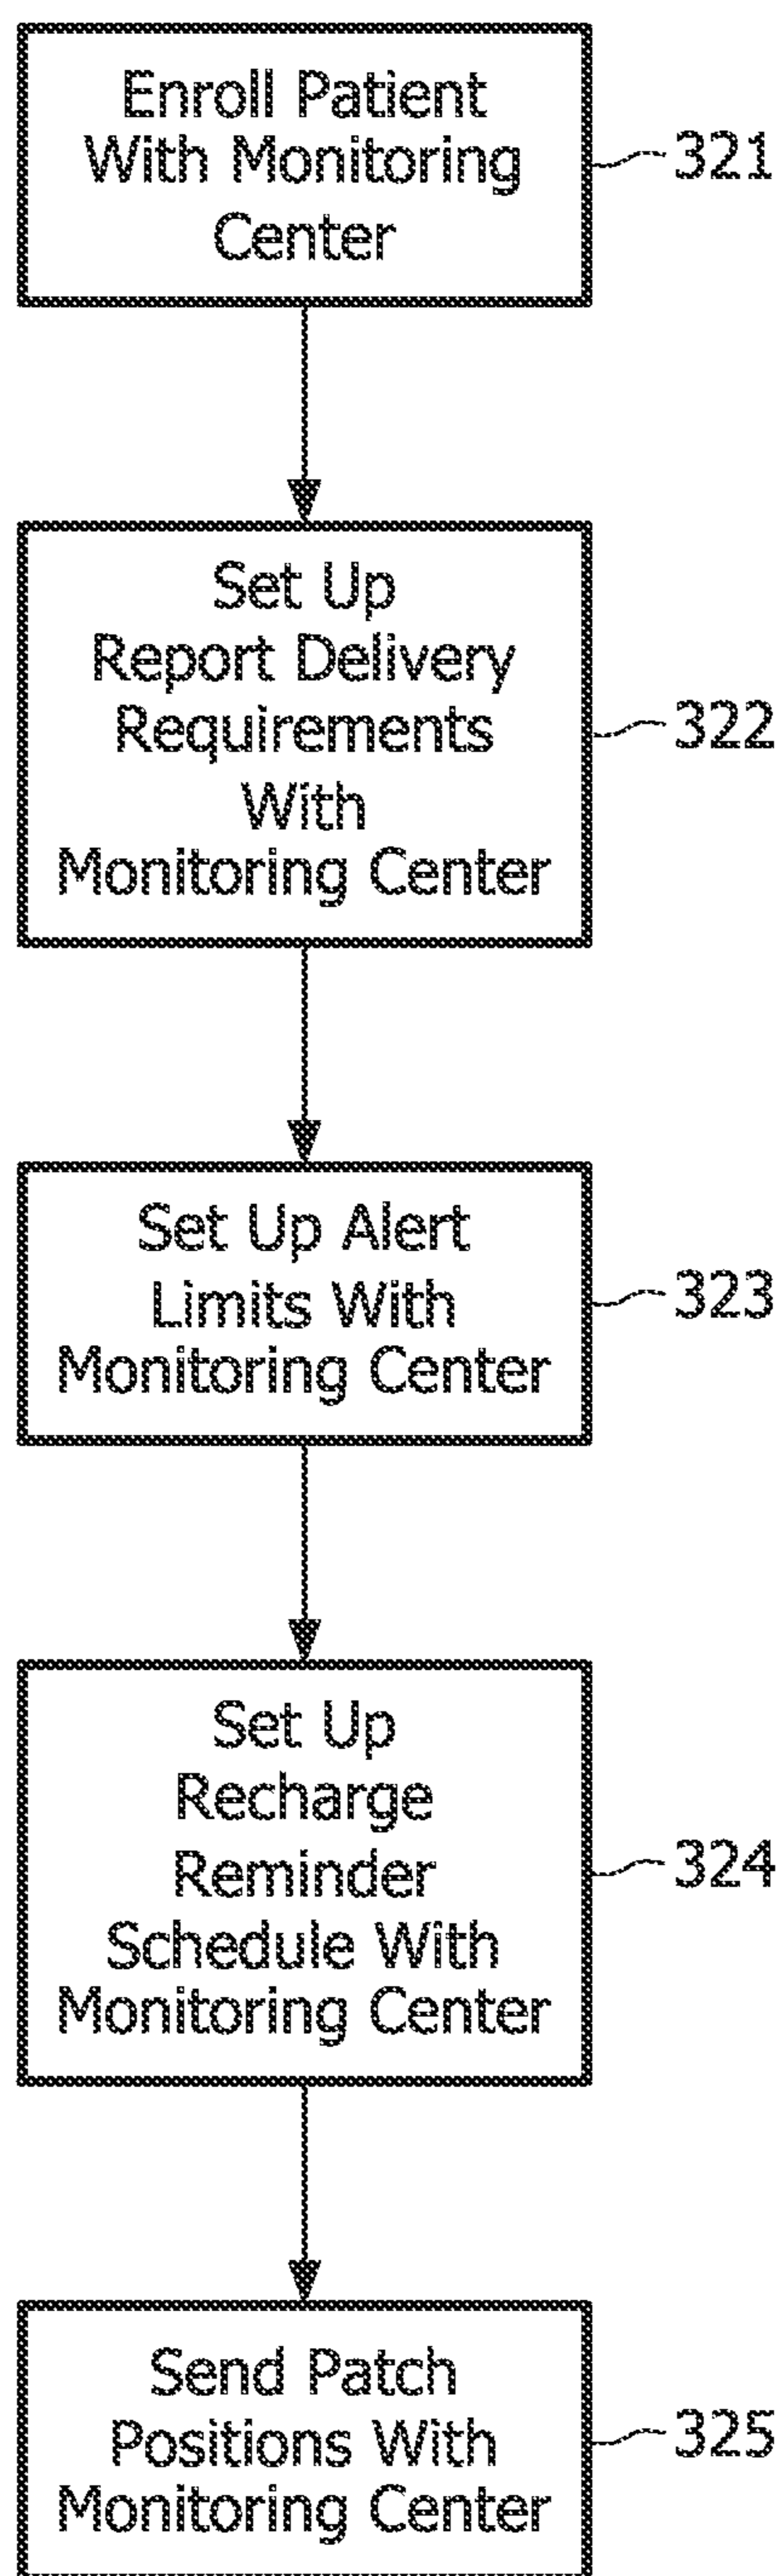 Enroll Patient
With Monitoring
Center
321
Set Up
Report Delivery
Requirements
With
Monitoring Center
322
Set Up Alert
Limits With
Monitoring Center
323
Set Up
Recharge
Reminder
Schedule With
Monitoring Center
324
Send Patch
Positions With
Monitoring Center
325